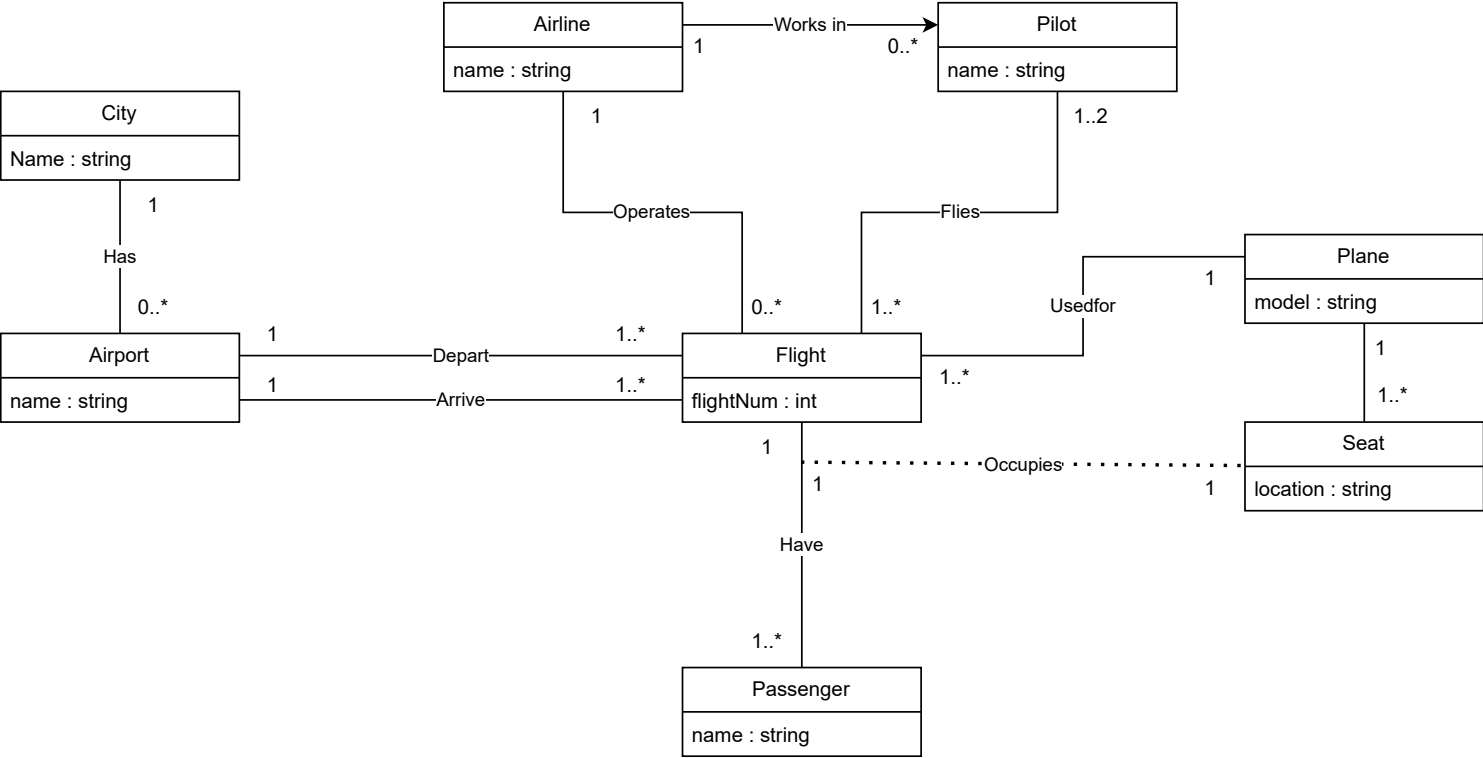 Airline
name : string
Works in
1
0..*
Pilot
name : string
City
Name : string
1
1..2
1
Has
Operates
Flies
Plane
model : string
1
Usedfor
0..*
0..*
1..*
Airport
name : string
1
Depart
1..*
1
Arrive
1..*
Flight
flightNum : int
1..*
1
1..*
Seat
location : string
1
Occupies
1
1
Have
1..*
Passenger
name : string